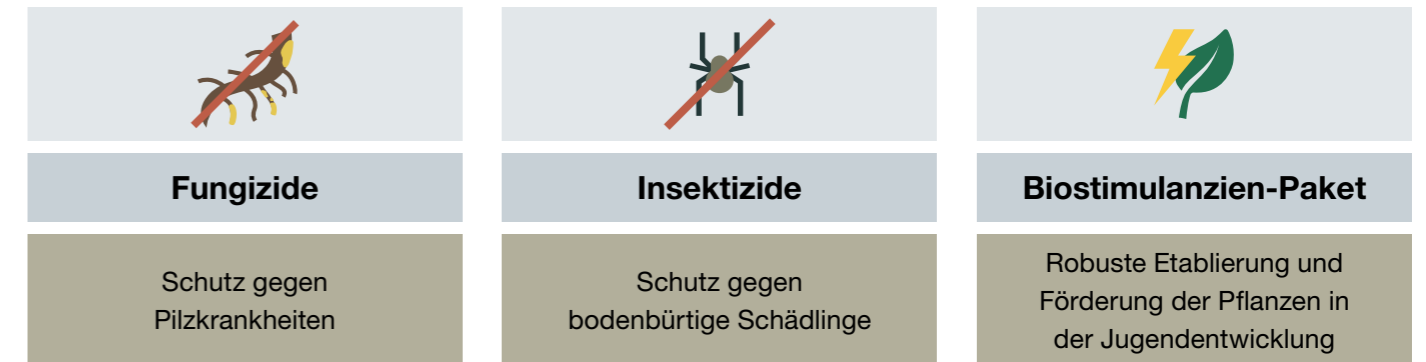 Fungizide
Schutz gegen
Pilzkrankheiten
Insektizide
Schutz gegen
bodenbürtige Schädlinge
Biostimulanzien-Paket
Robuste Etablierung und
Förderung der Pflanzen in
der Jugendentwicklung